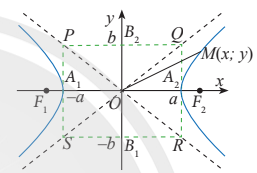 y
P b B₂ Q
M(x; y)
A₁ A₂ x
F₁ −a O a F₂
S −b B₁ R